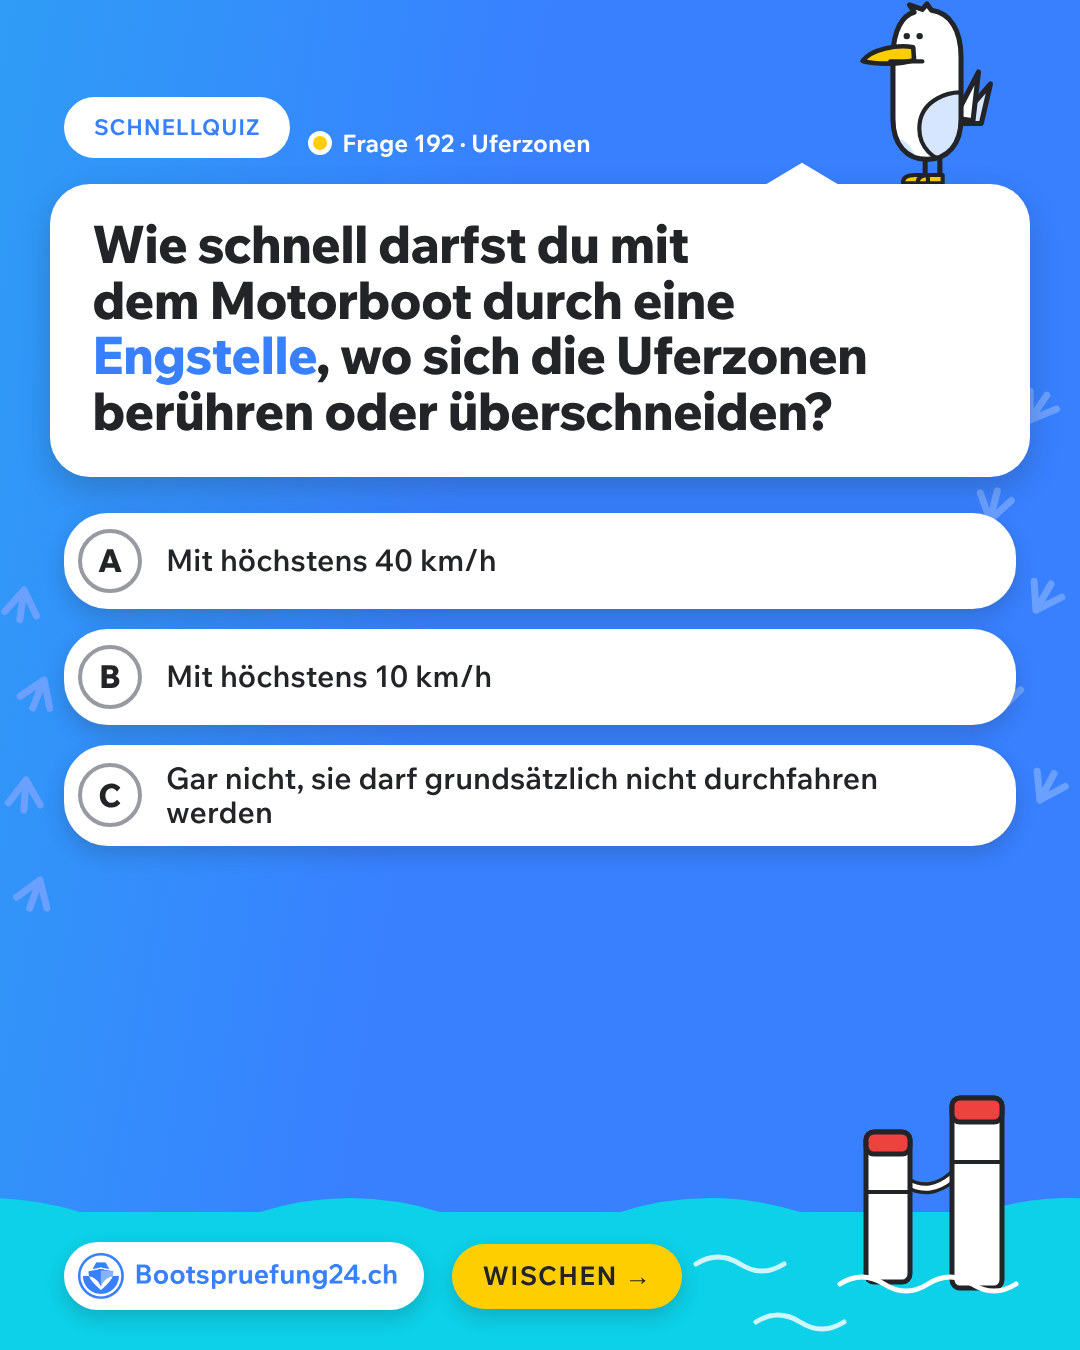 SCHNELLQUIZ
Frage 192 · Uferzonen
Wie schnell darfst du mit
dem Motorboot durch eine
Engstelle, wo sich die Uferzonen
berühren oder überschneiden?
A Mit höchstens 40 km/h
B Mit höchstens 10 km/h
C Gar nicht, sie darf grundsätzlich nicht durchfahren
werden
Bootspruefung24.ch
WISCHEN →